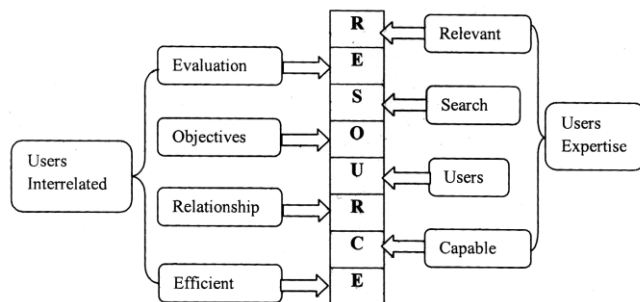 R
Relevant
Evaluation
E
S
Search
Objectives
O
Users
Interrelated
Users
Expertise
U
Users
Relationship
R
C
Capable
Efficient
E